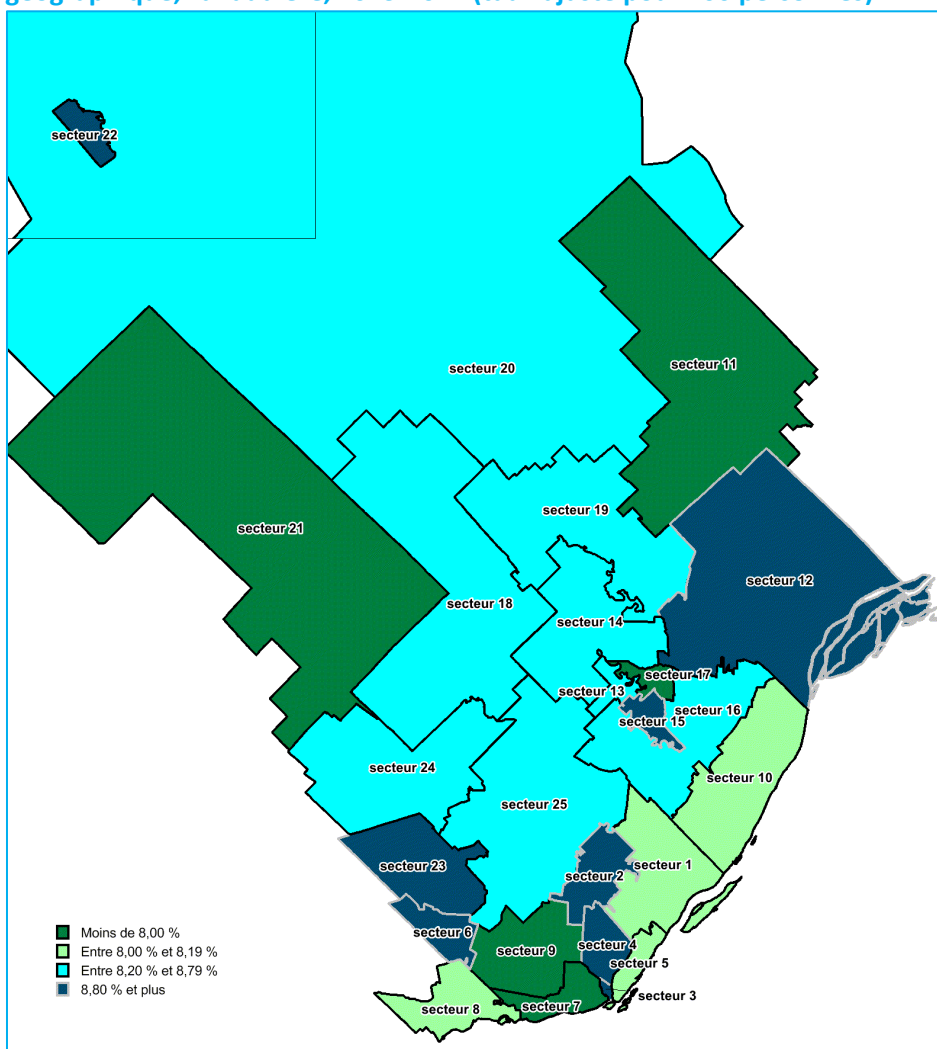 secteur 22
secteur 20
secteur 11
secteur 21
secteur 19
secteur 12
secteur 18
secteur 14
secteur 17
secteur 13
secteur 16
secteur 15
secteur 24
secteur 10
secteur 25
secteur 23
secteur 1
secteur 2
secteur 6
secteur 9
secteur 4
secteur 5
secteur 3
secteur 8
secteur 7
Moins de 8,00 %
Entre 8,00 % et 8,19 %
Entre 8,20 % et 8,79 %
8,80 % et plus